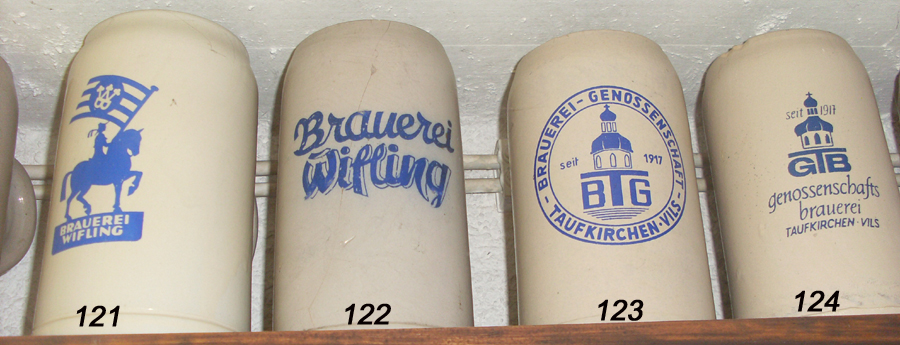 BRAUEREI
WIFLING
121
Brauerei
Wifling
122
BRAUEREI-GENOSSENSCHAFT
seit 1917
BTG
TAUFKIRCHEN·VILS
123
seit 1917
GTB
genossenschafts
brauerei
TAUFKIRCHEN·VILS
124